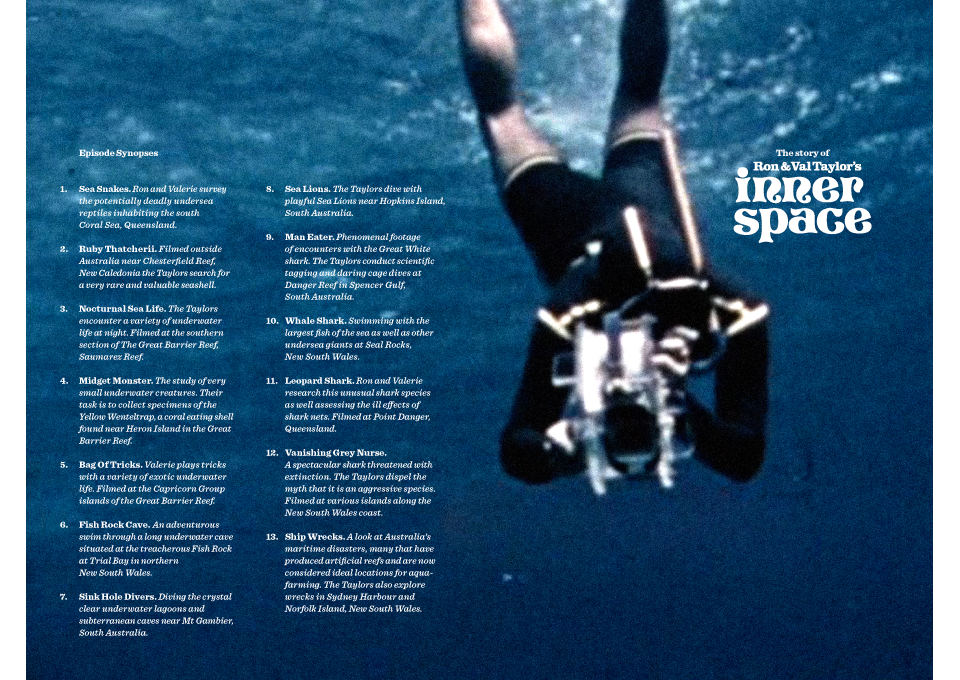 Episode Synopses
1. Sea Snakes. Ron and Valerie survey
the potentially deadly undersea
reptiles inhabiting the south
Coral Sea, Queensland.
2. Ruby Thatcherii. Filmed outside
Australia near Chesterfield Reef,
New Caledonia the Taylors search for
a very rare and valuable seashell.
3. Nocturnal Sea Life. The Taylors
encounter a variety of underwater
life at night. Filmed at the southern
section of The Great Barrier Reef,
Saumarez Reef.
4. Midget Monster. The study of very
small underwater creatures. Their
task is to collect specimens of the
Yellow Wenteltrap, a coral eating shell
found near Heron Island in the Great
Barrier Reef.
5. Bag Of Tricks. Valerie plays tricks
with a variety of exotic underwater
life. Filmed at the Capricorn Group
islands of the Great Barrier Reef.
6. Fish Rock Cave. An adventurous
swim through a long underwater cave
situated at the treacherous Fish Rock
at Trial Bay in northern
New South Wales.
7. Sink Hole Divers. Diving the crystal
clear underwater lagoons and
subterranean caves near Mt Gambier,
South Australia.
8. Sea Lions. The Taylors dive with
playful Sea Lions near Hopkins Island,
South Australia.
9. Man Eater. Phenomenal footage
of encounters with the Great White
shark. The Taylors conduct scientific
tagging and daring cage dives at
Danger Reef in Spencer Gulf,
South Australia.
10. Whale Shark. Swimming with the
largest fish of the sea as well as other
undersea giants at Seal Rocks,
New South Wales.
11. Leopard Shark. Ron and Valerie
research this unusual shark species
as well assessing the ill effects of
shark nets. Filmed at Point Danger,
Queensland.
12. Vanishing Grey Nurse.
A spectacular shark threatened with
extinction. The Taylors dispel the
myth that it is an aggressive species.
Filmed at various islands along the
New South Wales coast.
13. Ship Wrecks. A look at Australia's
maritime disasters, many that have
produced artificial reefs and are now
considered ideal locations for aqua-
farming. The Taylors also explore
wrecks in Sydney Harbour and
Norfolk Island, New South Wales.
The story of
Ron & Val Taylor's
inner
space